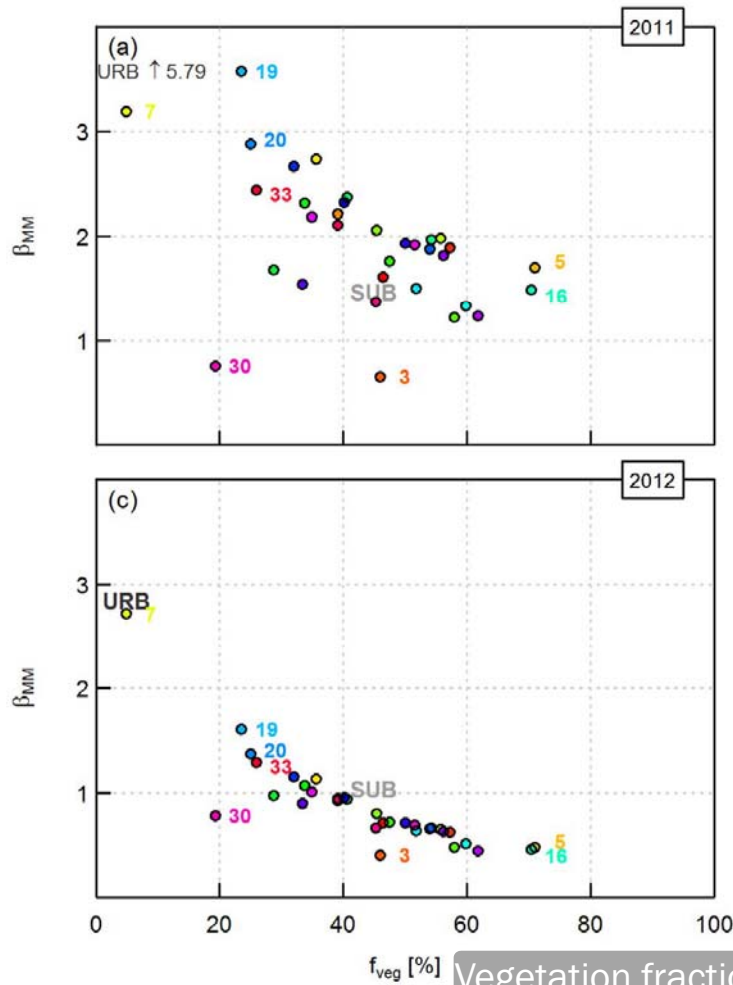 2011
(a)
URB ↑ 5.79
19
7
20
33
SUB
5
16
30
3
3
2
1
βMM
2012
(c)
URB
7
19
20
33
SUB
30
3
5
16
3
2
1
βMM
0 20 40 60 80 100
fveg [%]
Vegetation fractio